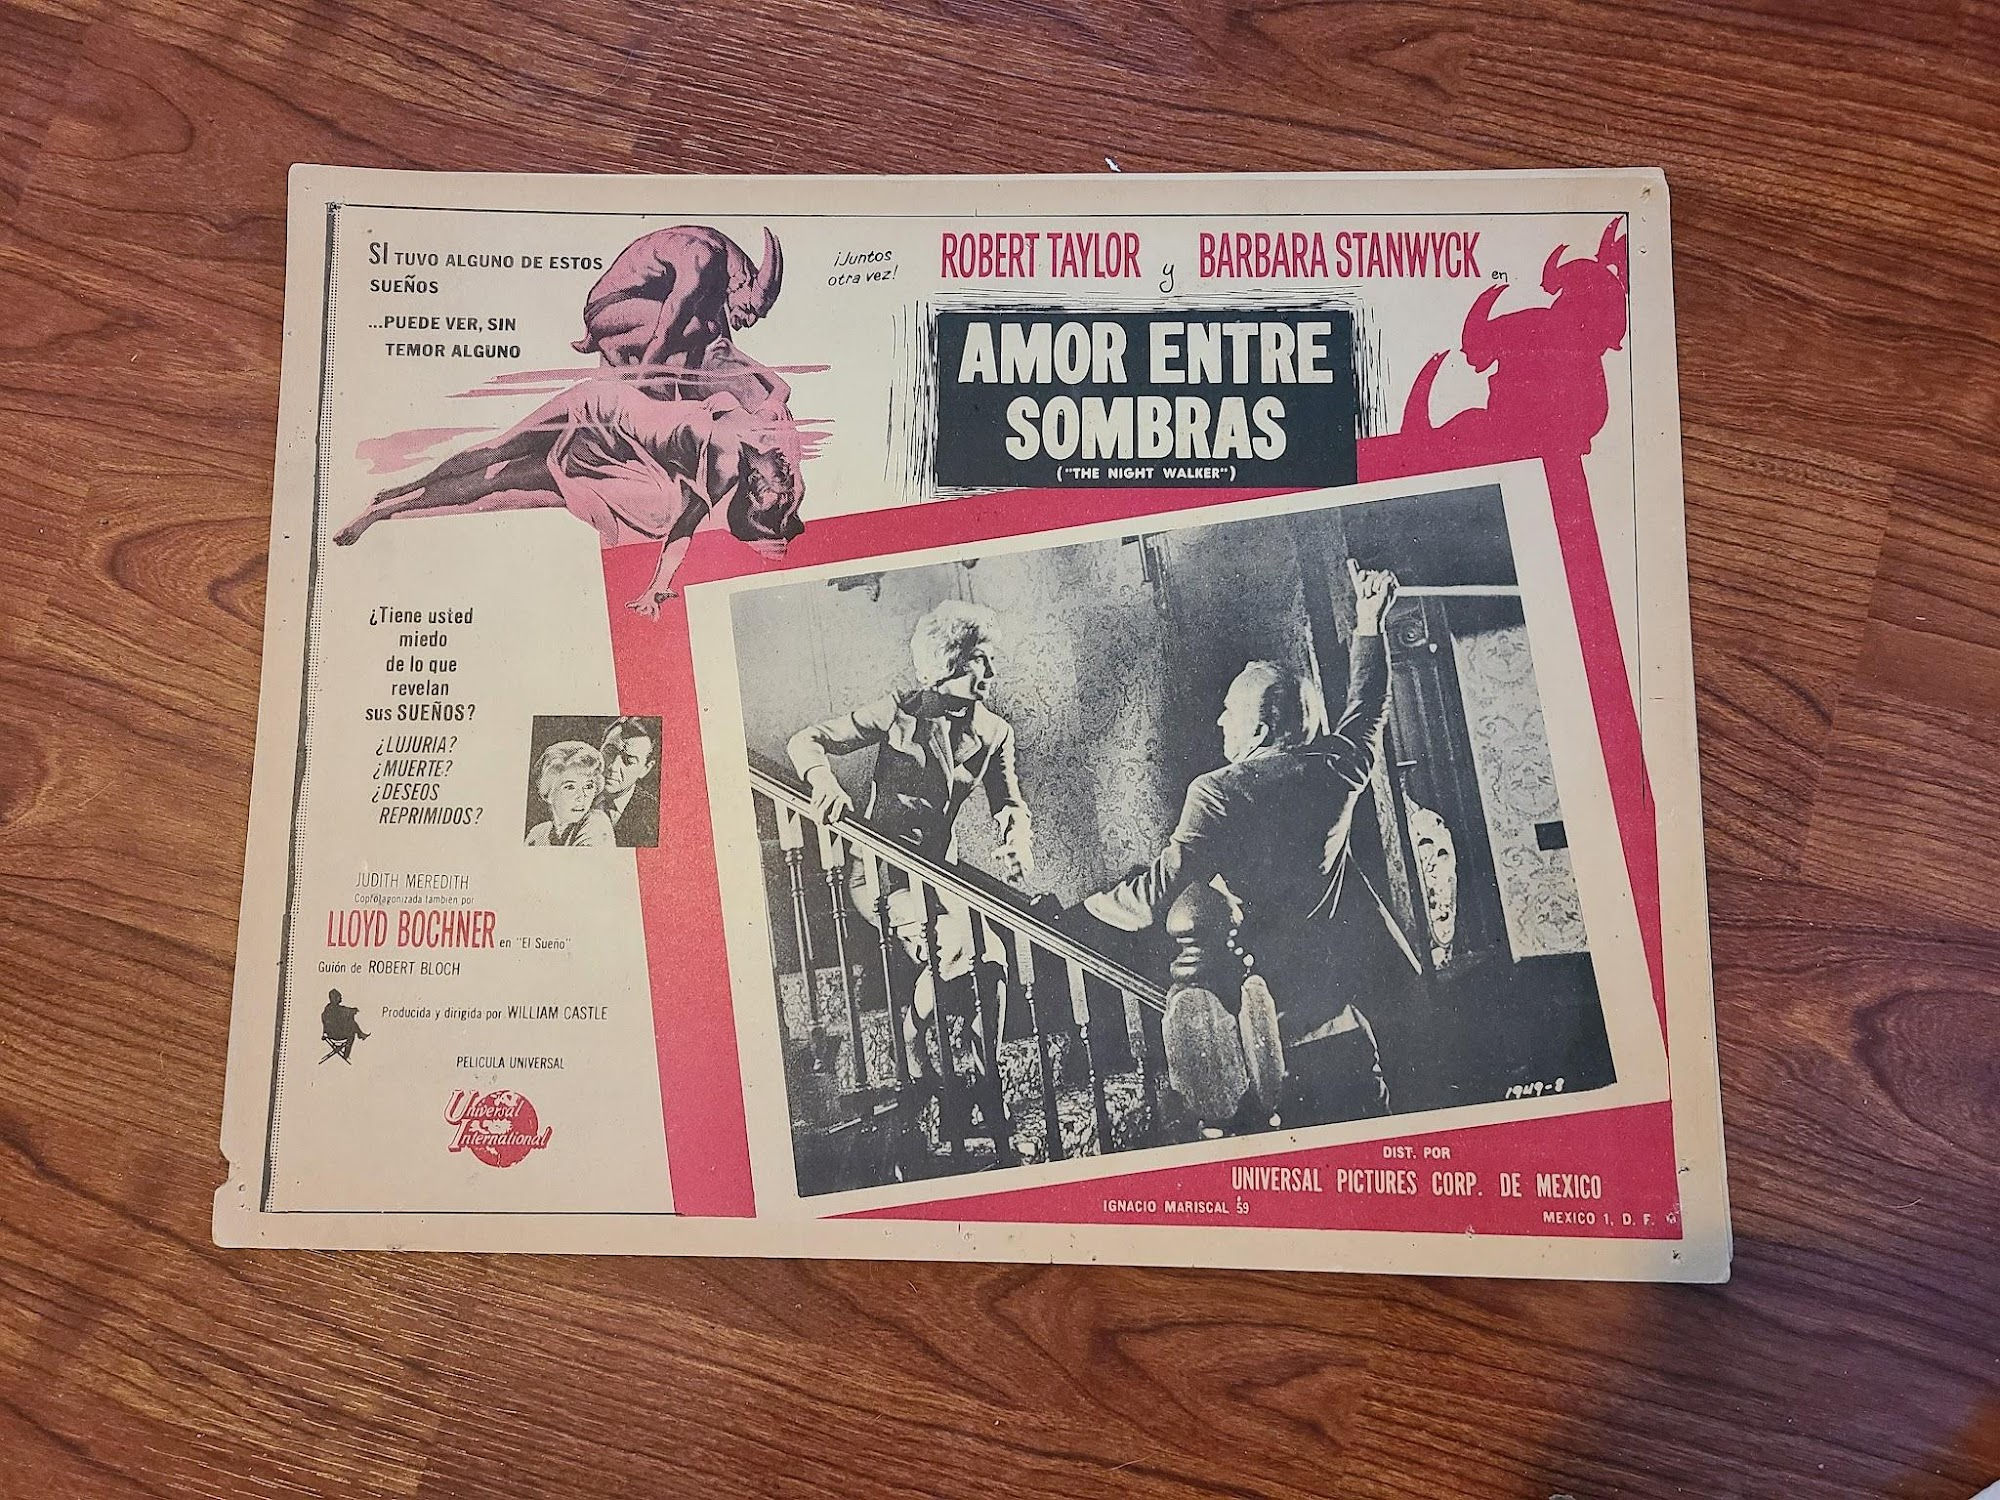 SI TUVO ALGUNO DE ESTOS
SUEÑOS
...PUEDE VER, SIN
TEMOR ALGUNO
¡Juntos
otra vez!
ROBERT TAYLOR y BARBARA STANWYCK en
AMOR ENTRE
SOMBRAS
("THE NIGHT WALKER")
¿Tiene usted
miedo
de lo que
revelan
sus SUEÑOS?
¿LUJURIA?
¿MUERTE?
¿DESEOS
REPRIMIDOS?
JUDITH MEREDITH
Coprotagonizada tambien por
LLOYD BOCHNER en "El Sueño"
Guión de ROBERT BLOCH
Producida y dirigida por WILLIAM CASTLE
PELICULA UNIVERSAL
Universal
International
1949-8
DIST. POR
UNIVERSAL PICTURES CORP. DE MEXICO
IGNACIO MARISCAL 59
MEXICO 1, D. F.